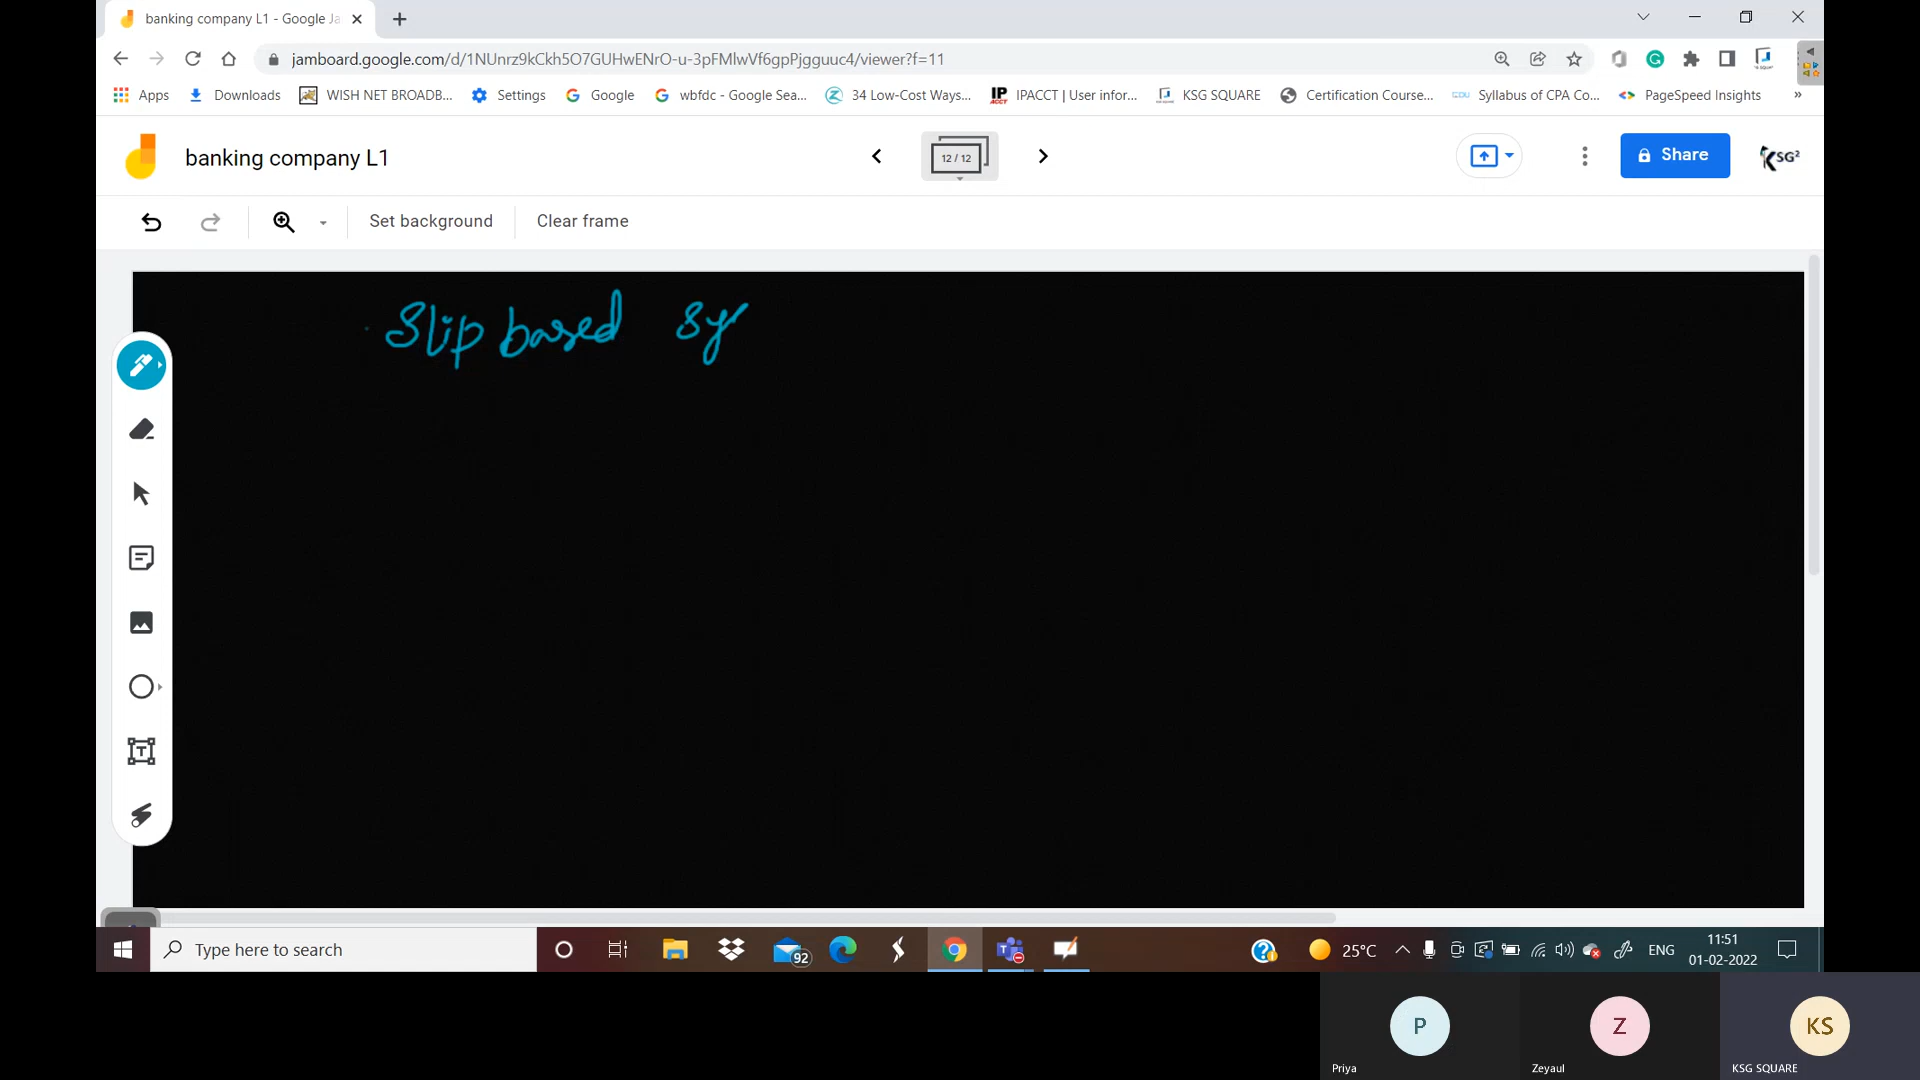 banking company L1 - Google Ja
jamboard.google.com/d/1NUnrz9kCkh5O7GUHwENrO-u-3pFMlwVf6gpPjgguuc4/viewer?f=11
Apps Downloads WISH NET BROADB... Settings Google wbfdc - Google Sea... 34 Low-Cost Ways... IPACCT | User infor... KSG SQUARE Certification Course... Syllabus of CPA Co... PageSpeed Insights »
banking company L1 12 / 12 Share KSG²
Set background Clear frame
Slip based Sy
Type here to search 92 25°C ENG 11:51
01-02-2022
P Z KS
Priya Zeyaul KSG SQUARE